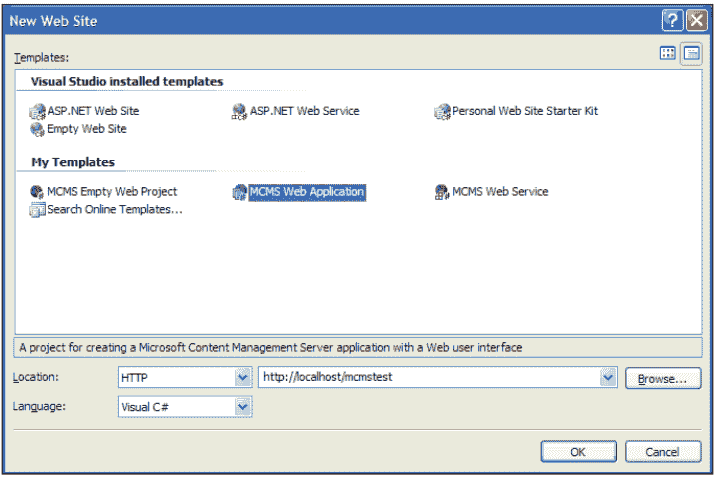 New Web Site
Templates:
Visual Studio installed templates
ASP.NET Web Site ASP.NET Web Service Personal Web Site Starter Kit
Empty Web Site
My Templates
MCMS Empty Web Project MCMS Web Application MCMS Web Service
Search Online Templates...
A project for creating a Microsoft Content Management Server application with a Web user interface
Location: HTTP http://localhost/mcmstest Browse...
Language: Visual C#
OK Cancel